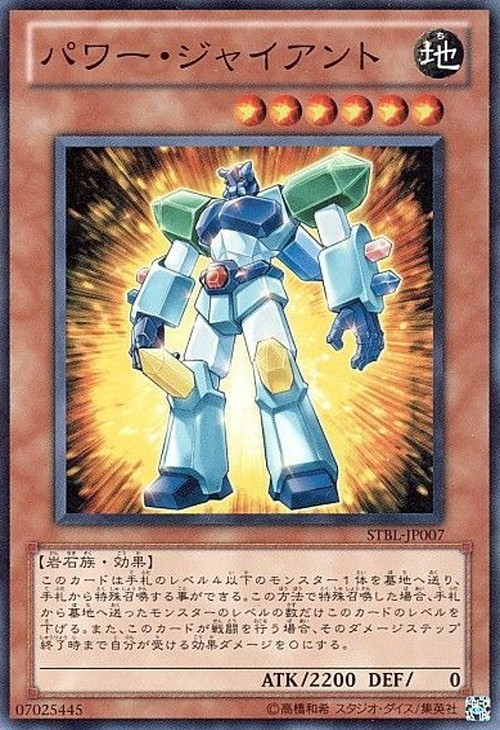 パワー・ジャイアント
地
STBL-JP007
【岩石族・効果】
このカードは手札のレベル4以下のモンスター1体を墓地へ送り、
手札から特殊召喚する事ができる。この方法で特殊召喚した場合、手札
から墓地へ送ったモンスターのレベルの数だけこのカードのレベルを
下げる。また、このカードが戦闘を行う場合、そのダメージステップ
終了時まで自分が受ける効果ダメージを0にする。
ATK/2200 DEF/ 0
07025445
©高橋和希 スタジオ・ダイス/集英社